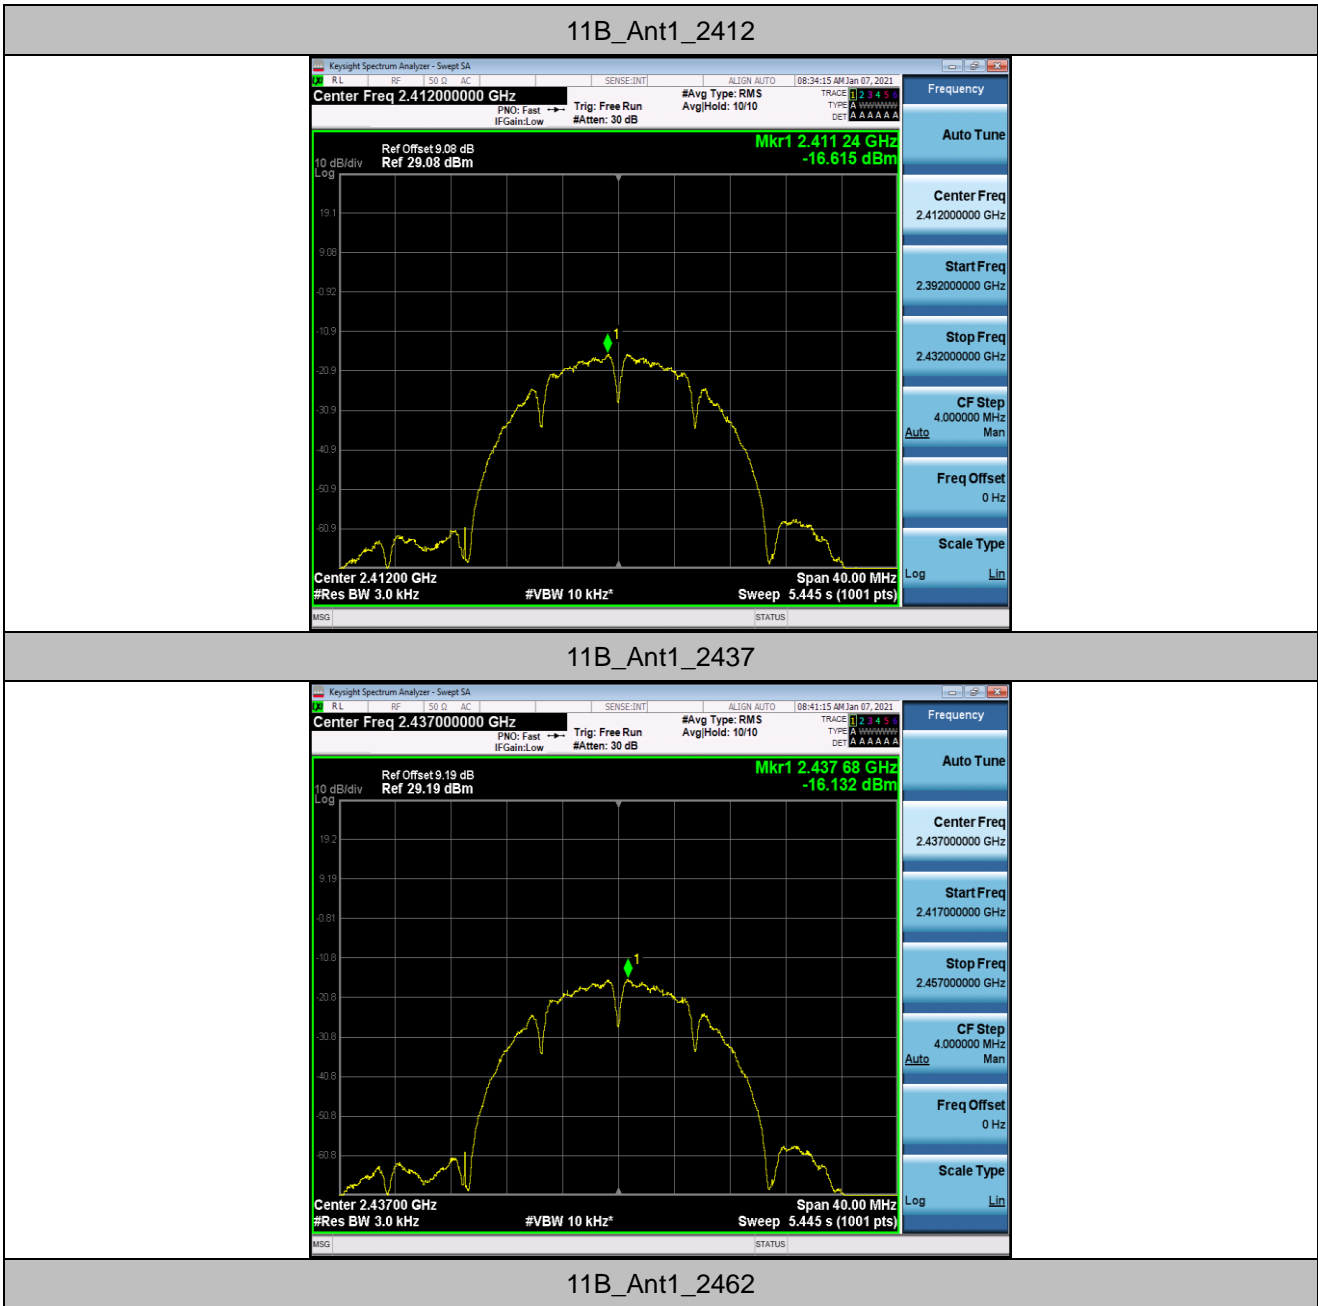 11B_Ant1_2412
Keysight Spectrum Analyzer - Swept SA
RL RF 50 Ω AC SENSE:INT ALIGN AUTO 08:34:15 AM Jan 07, 2021
Center Freq 2.412000000 GHz
PNO: Fast
IFGain:Low
Trig: Free Run
#Atten: 30 dB
#Avg Type: RMS
Avg|Hold: 10/10
TRACE 1 2 3 4 5 6
TYPE A WWWWW
DET A A A A A A
Frequency
Mkr1 2.411 24 GHz
-16.615 dBm
Ref Offset 9.08 dB
10 dB/div Ref 29.08 dBm
Log
19.1
9.08
-0.92
-10.9
-20.9
-30.9
-40.9
-50.9
-60.9
1
Center 2.41200 GHz Span 40.00 MHz
#Res BW 3.0 kHz #VBW 10 kHz* Sweep 5.445 s (1001 pts)
MSG STATUS
Auto Tune
Center Freq
2.412000000 GHz
Start Freq
2.392000000 GHz
Stop Freq
2.432000000 GHz
CF Step
4.000000 MHz
Auto Man
Freq Offset
0 Hz
Scale Type
Log Lin
11B_Ant1_2437
Keysight Spectrum Analyzer - Swept SA
RL RF 50 Ω AC SENSE:INT ALIGN AUTO 08:41:15 AM Jan 07, 2021
Center Freq 2.437000000 GHz
PNO: Fast
IFGain:Low
Trig: Free Run
#Atten: 30 dB
#Avg Type: RMS
Avg|Hold: 10/10
TRACE 1 2 3 4 5 6
TYPE A WWWWW
DET A A A A A A
Frequency
Mkr1 2.437 68 GHz
-16.132 dBm
Ref Offset 9.19 dB
10 dB/div Ref 29.19 dBm
Log
19.2
9.19
-0.81
-10.8
-20.8
-30.8
-40.8
-50.8
-60.8
1
Center 2.43700 GHz Span 40.00 MHz
#Res BW 3.0 kHz #VBW 10 kHz* Sweep 5.445 s (1001 pts)
MSG STATUS
Auto Tune
Center Freq
2.437000000 GHz
Start Freq
2.417000000 GHz
Stop Freq
2.457000000 GHz
CF Step
4.000000 MHz
Auto Man
Freq Offset
0 Hz
Scale Type
Log Lin
11B_Ant1_2462